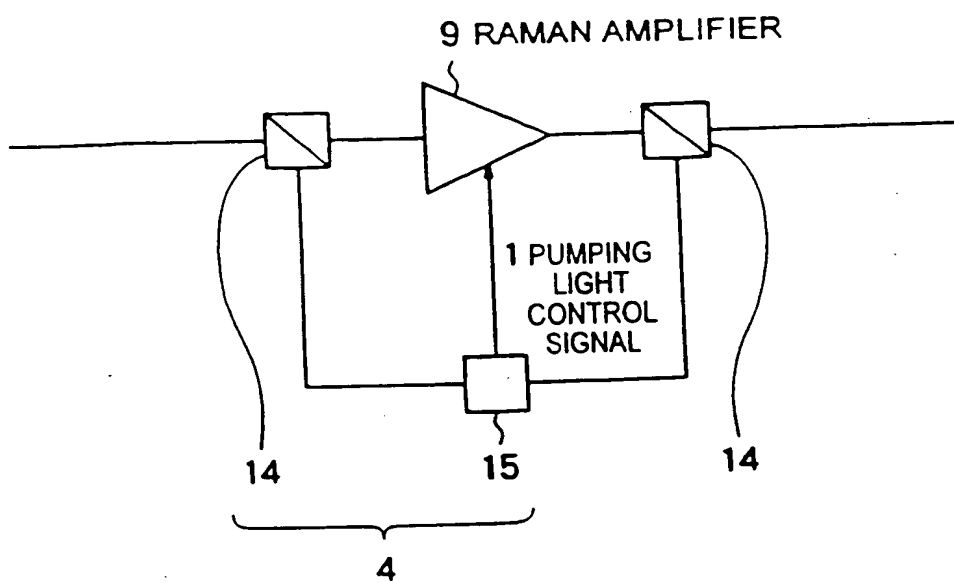 9 RAMAN AMPLIFIER
1 PUMPING
LIGHT
CONTROL
SIGNAL
14
15
14
4